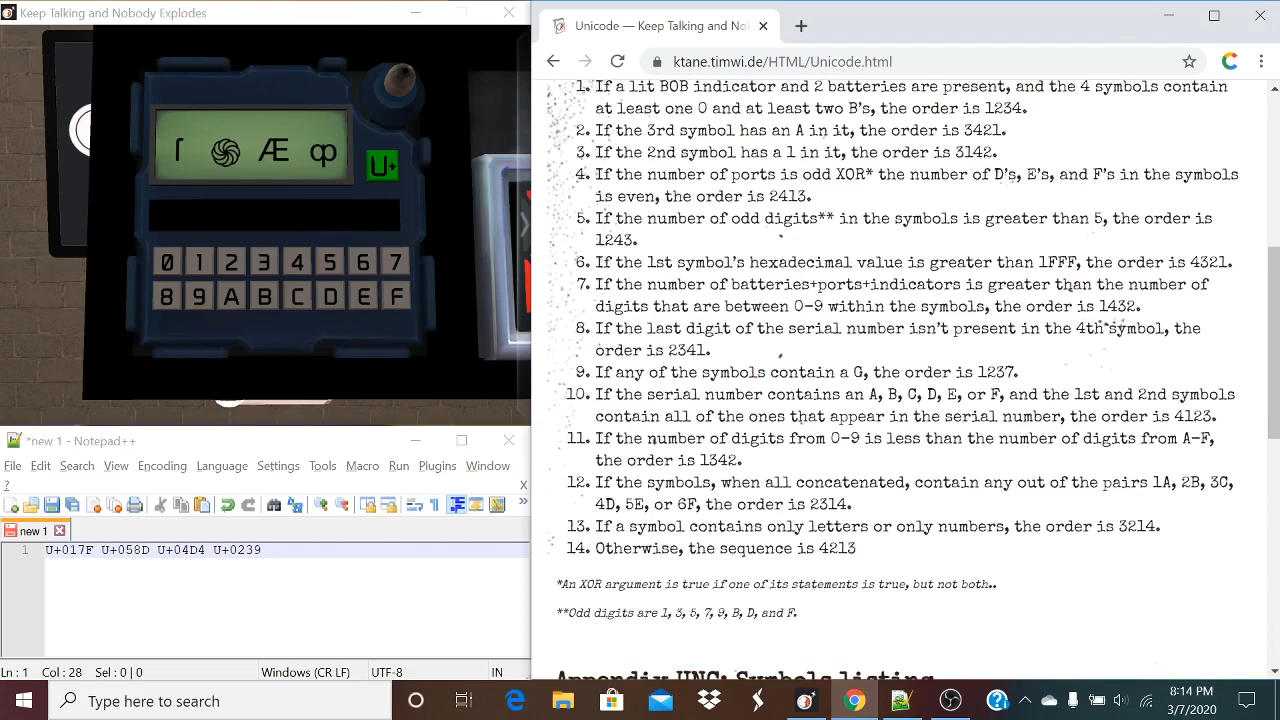 Keep Talking and Nobody Explodes
ſ ֍ Ӕ ȹ
U+
0 1 2 3 4 5 6 7
8 9 A B C D E F
*new 1 - Notepad++
File Edit Search View Encoding Language Settings Tools Macro Run Plugins Window
? X
new 1
1 U+017F U+058D U+04D4 U+0239
Ln : 1 Col : 28 Sel : 0 | 0 Windows (CR LF) UTF-8 IN
Unicode — Keep Talking and No
ktane.timwi.de/HTML/Unicode.html
1. If a lit BOB indicator and 2 batteries are present, and the 4 symbols contain
at least one 0 and at least two B's, the order is 1234.
2. If the 3rd symbol has an A in it, the order is 3421.
3. If the 2nd symbol has a 1 in it, the order is 3142.
4. If the number of ports is odd XOR* the number of D's, E's, and F's in the symbols
is even, the order is 2413.
5. If the number of odd digits** in the symbols is greater than 5, the order is
1243.
6. If the 1st symbol's hexadecimal value is greater than 1FFF, the order is 4321.
7. If the number of batteries+ports+indicators is greater than the number of
digits that are between 0-9 within the symbols, the order is 1432.
8. If the last digit of the serial number isn't present in the 4th symbol, the
order is 2341.
9. If any of the symbols contain a G, the order is 1237.
10. If the serial number contains an A, B, C, D, E, or F, and the 1st and 2nd symbols
contain all of the ones that appear in the serial number, the order is 4123.
11. If the number of digits from 0-9 is less than the number of digits from A-F,
the order is 1342.
12. If the symbols, when all concatenated, contain any out of the pairs 1A, 2B, 3C,
4D, 5E, or 6F, the order is 2314.
13. If a symbol contains only letters or only numbers, the order is 3214.
14. Otherwise, the sequence is 4213
*An XOR argument is true if one of its statements is true, but not both..
**Odd digits are 1, 3, 5, 7, 9, B, D, and F.
Appendix UNC: Symbols listing
Type here to search
8:14 PM
3/7/2020